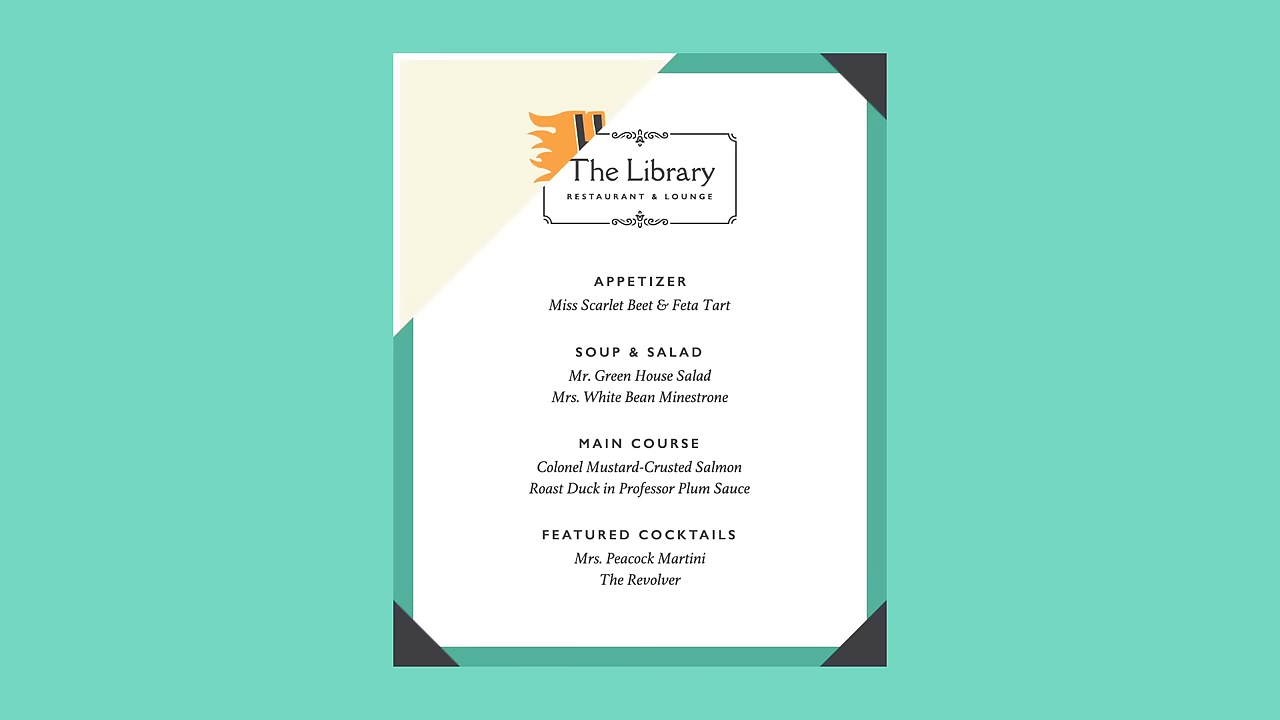 The Library
RESTAURANT & LOUNGE
APPETIZER
Miss Scarlet Beet & Feta Tart
SOUP & SALAD
Mr. Green House Salad
Mrs. White Bean Minestrone
MAIN COURSE
Colonel Mustard-Crusted Salmon
Roast Duck in Professor Plum Sauce
FEATURED COCKTAILS
Mrs. Peacock Martini
The Revolver